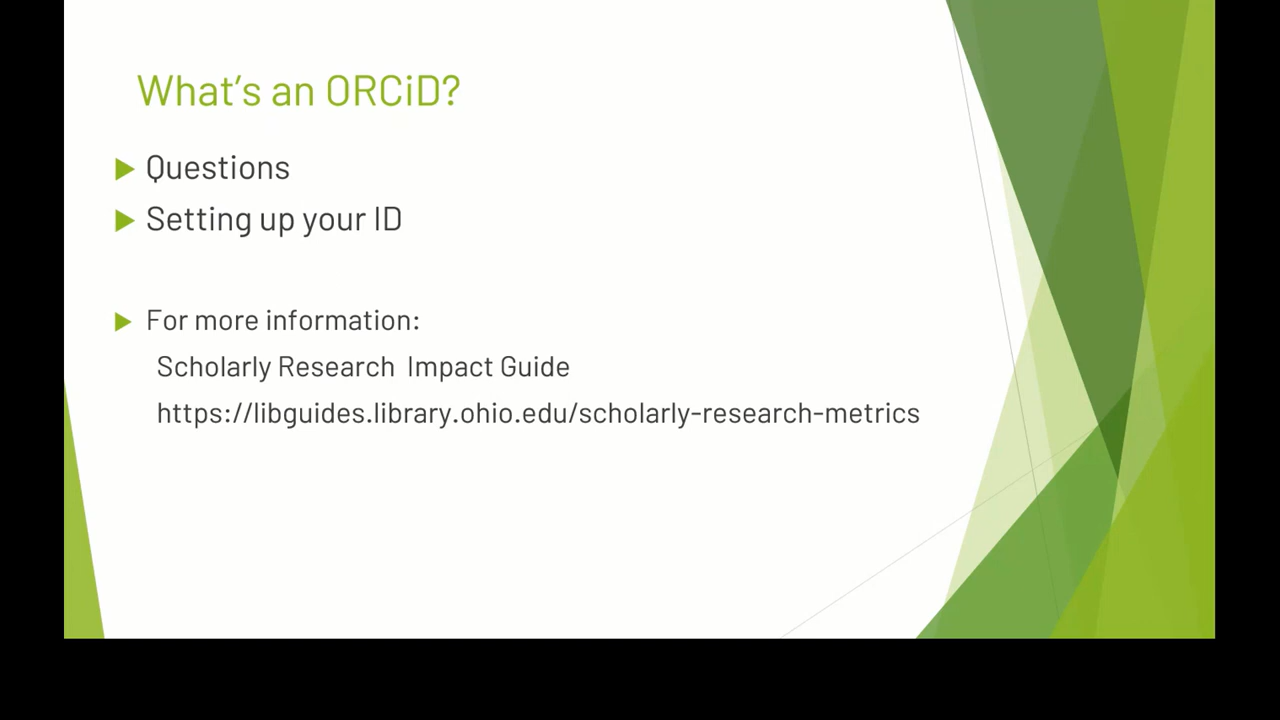 What's an ORCiD?
Questions
Setting up your ID
For more information:
Scholarly Research  Impact Guide
https://libguides.library.ohio.edu/scholarly-research-metrics